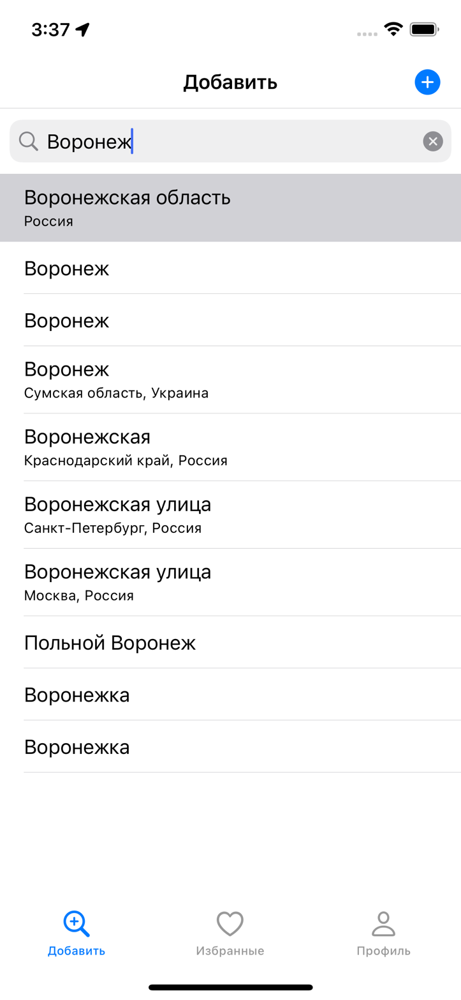 3:37
Добавить
Воронеж
Воронежская область
Россия
Воронеж
Воронеж
Воронеж
Сумская область, Украина
Воронежская
Краснодарский край, Россия
Воронежская улица
Санкт-Петербург, Россия
Воронежская улица
Москва, Россия
Польной Воронеж
Воронежка
Воронежка
Добавить
Избранные
Профиль